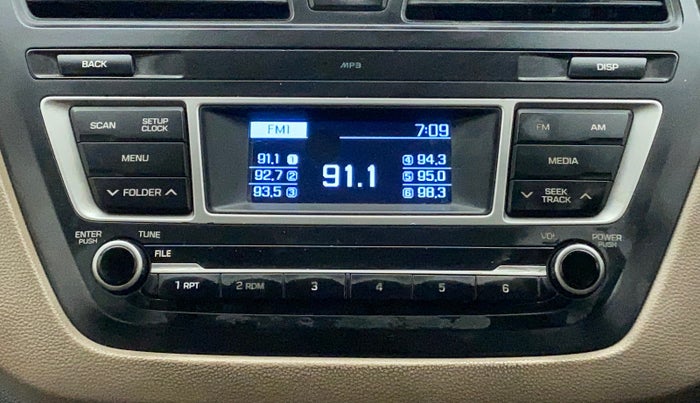 BACK
MP3
DISP
SCAN
SETUP
CLOCK
FM1
7:09
FM
AM
MENU
91.1 1
4 94.3
MEDIA
92.7 2
91.1
5 95.0
FOLDER
93.5 3
6 98.3
SEEK
TRACK
ENTER
PUSH
TUNE
VOL
POWER
PUSH
FILE
1 RPT
2 RDM
3
4
5
6